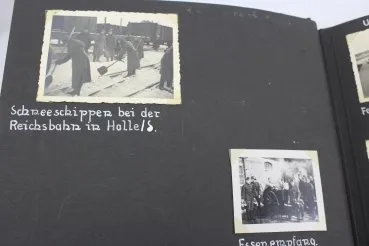 Schneeschippen bei der
Reichsbahn in Halle/S.
Essenempfang.